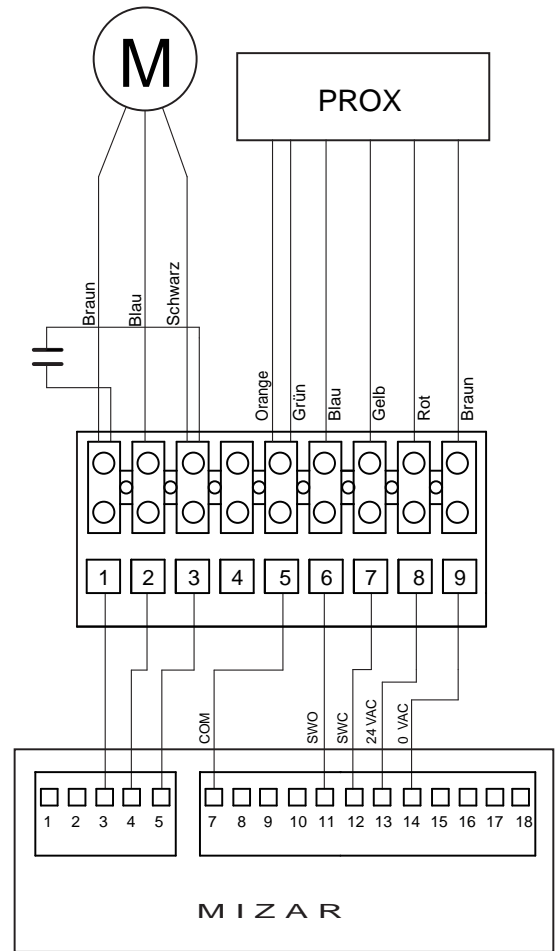 M
PROX
Braun
Blau
Schwarz
Orange
Grün
Blau
Gelb
Rot
Braun
1 2 3 4 5 6 7 8 9
COM
SWO
SWC
24 VAC
0 VAC
1 2 3 4 5 7 8 9 10 11 12 13 14 15 16 17 18
MIZAR